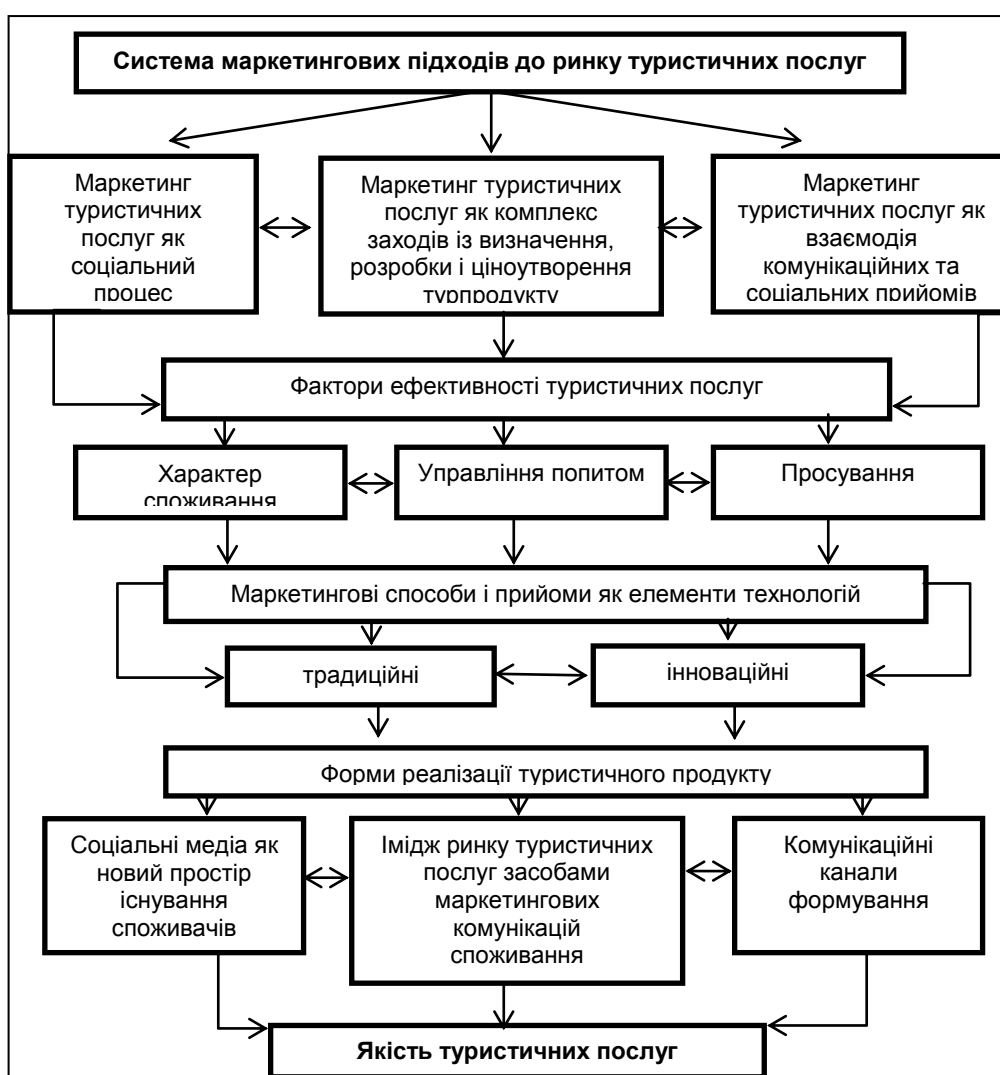 Система маркетингових підходів до ринку туристичних послуг
Маркетинг
туристичних
послуг як
соціальний
процес
Маркетинг туристичних
послуг як комплекс
заходів із визначення,
розробки і ціноутворення
турпродукту
Маркетинг
туристичних послуг як
взаємодія
комунікаційних та
соціальних прийомів
Фактори ефективності туристичних послуг
Характер
споживання
Управління попитом
Просування
Маркетингові способи і прийоми як елементи технологій
традиційні
інноваційні
Форми реалізації туристичного продукту
Соціальні медіа як
новий простір
існування
споживачів
Імідж ринку туристичних
послуг засобами
маркетингових
комунікацій
споживання
Комунікаційні
канали
формування
Якість туристичних послуг